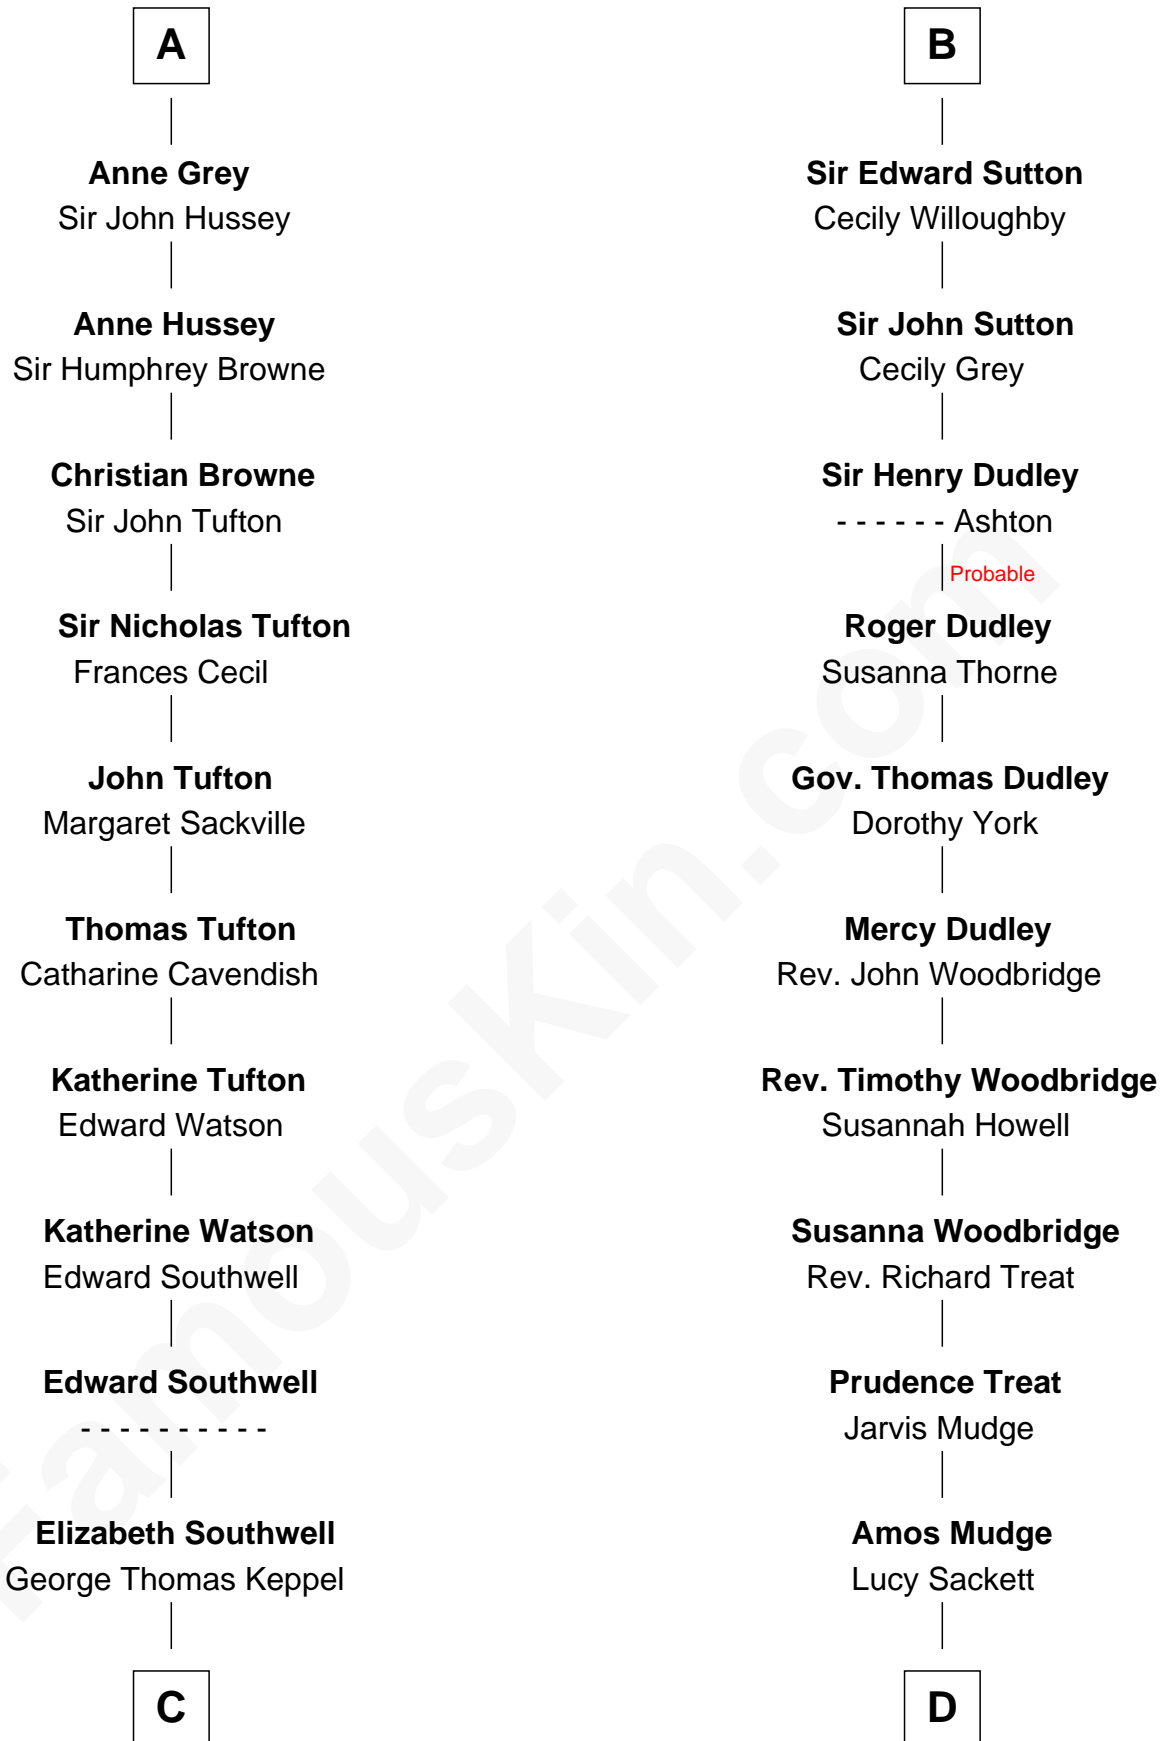 A
Anne Grey
Sir John Hussey
Anne Hussey
Sir Humphrey Browne
Christian Browne
Sir John Tufton
Sir Nicholas Tufton
Frances Cecil
John Tufton
Margaret Sackville
Thomas Tufton
Catharine Cavendish
Katherine Tufton
Edward Watson
Katherine Watson
Edward Southwell
Edward Southwell
- - - - - - - - - -
Elizabeth Southwell
George Thomas Keppel
C
B
Sir Edward Sutton
Cecily Willoughby
Sir John Sutton
Cecily Grey
Sir Henry Dudley
- - - - - - Ashton
Probable
Roger Dudley
Susanna Thorne
Gov. Thomas Dudley
Dorothy York
Mercy Dudley
Rev. John Woodbridge
Rev. Timothy Woodbridge
Susannah Howell
Susanna Woodbridge
Rev. Richard Treat
Prudence Treat
Jarvis Mudge
Amos Mudge
Lucy Sackett
D
FamousKin.com